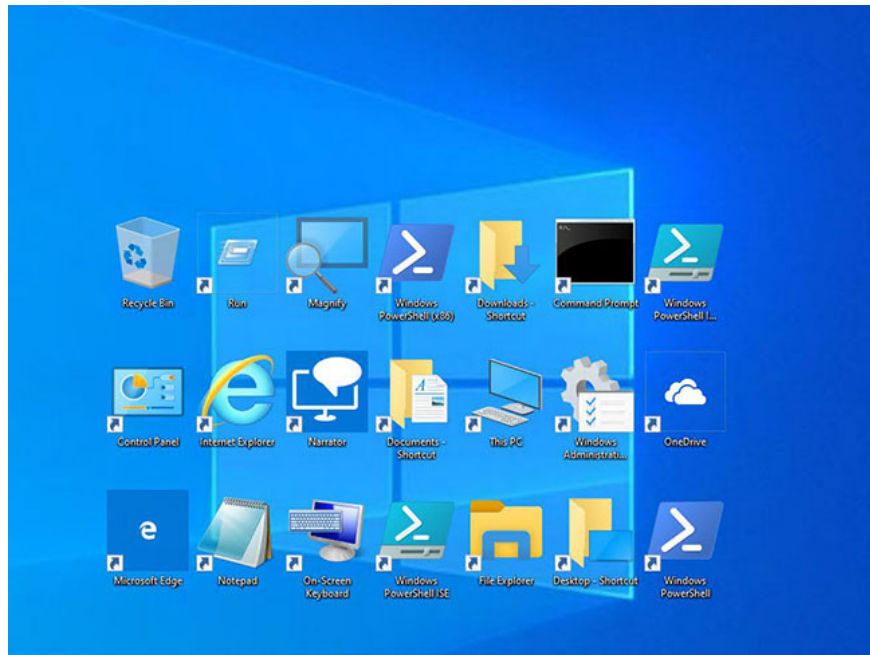 Recycle Bin
Run
Magnify
Windows
PowerShell (x86)
Downloads -
Shortcut
Command Prompt
Windows
PowerShell I...
Control Panel
Internet Explorer
Narrator
Documents -
Shortcut
This PC
Windows
Administrati...
OneDrive
Microsoft Edge
Notepad
On-Screen
Keyboard
Windows
PowerShell ISE
File Explorer
Desktop - Shortcut
Windows
PowerShell